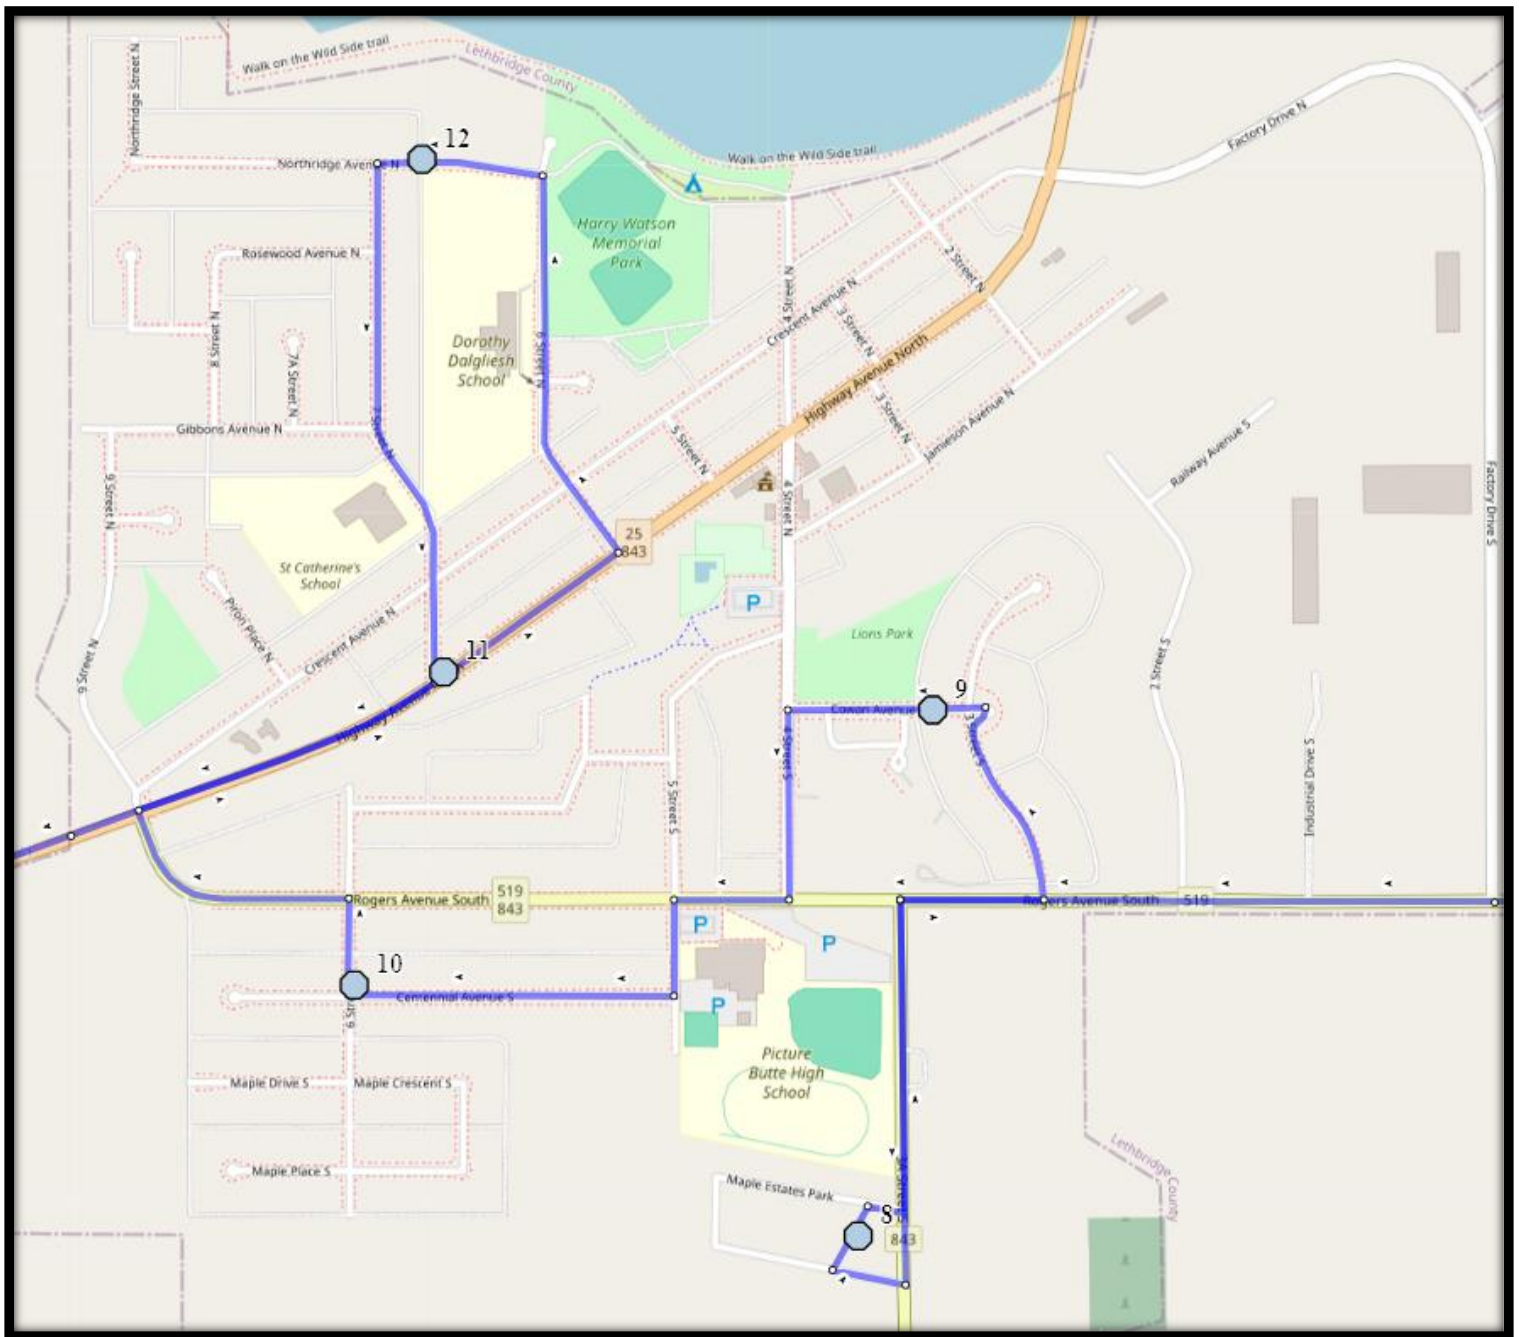 Walk on the Wild Side trail
Lethbridge County
Northridge Street N
12
Northridge Avenue N
Walk on the Wild Side trail
Factory Drive N
Harry Watson
Memorial
Park
Rosewood Avenue N
2 Street N
4 Street N
Crescent Avenue N
8 Street N
7A Street N
Dorothy
Dalgliesh
School
6 Street N
3 Street N
Highway Avenue North
3 Street N
Jamieson Avenue N
Gibbons Avenue N
7 Street N
5 Street N
Railway Avenue S
9 Street N
4 Street N
Factory Drive S
25
843
St Catherine's
School
Piron Place N
Crescent Avenue N
P
Lions Park
9 Street N
11
2 Street S
9
Cowan Avenue
3 Street S
Highway Avenue
4 Street S
5 Street S
Industrial Drive S
519
843
Rogers Avenue South
Rogers Avenue South
519
P
P
10
Centennial Avenue S
P
6 Str
Picture
Butte High
School
Maple Drive S
Maple Crescent S
Maple Place S
Maple Estates Park
3A Street S
Lethbridge County
8
843